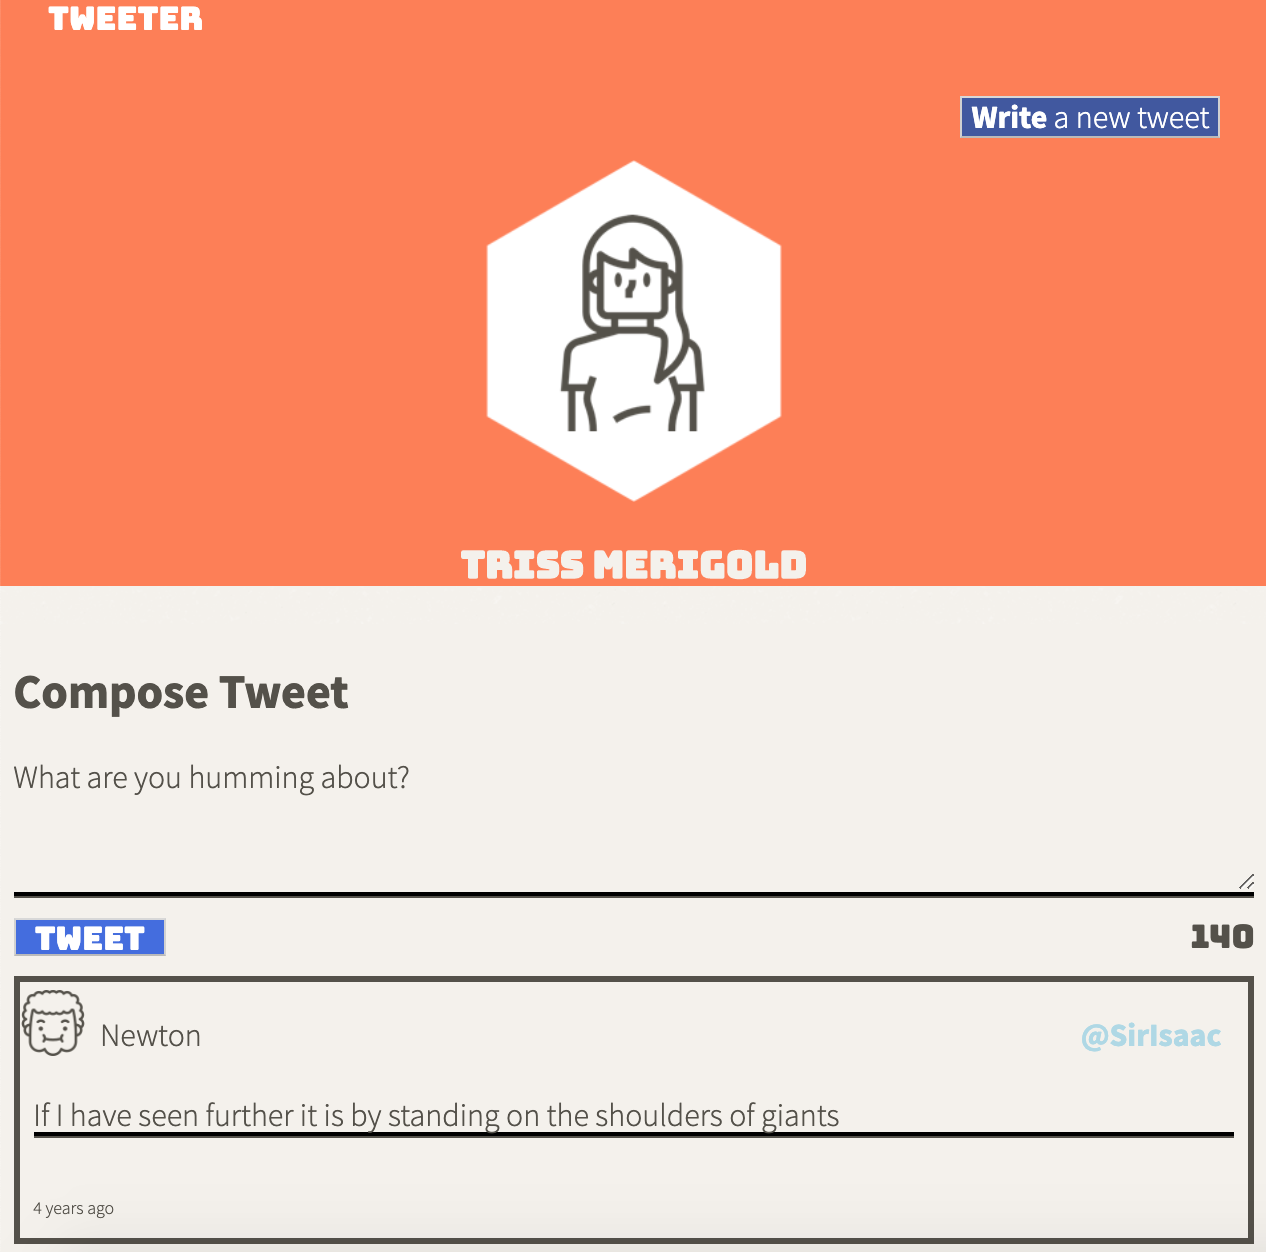 TWEETER
Write a new tweet
TRISS MERIGOLD
Compose Tweet
What are you humming about?
TWEET
140
Newton
@SirIsaac
If I have seen further it is by standing on the shoulders of giants
4 years ago